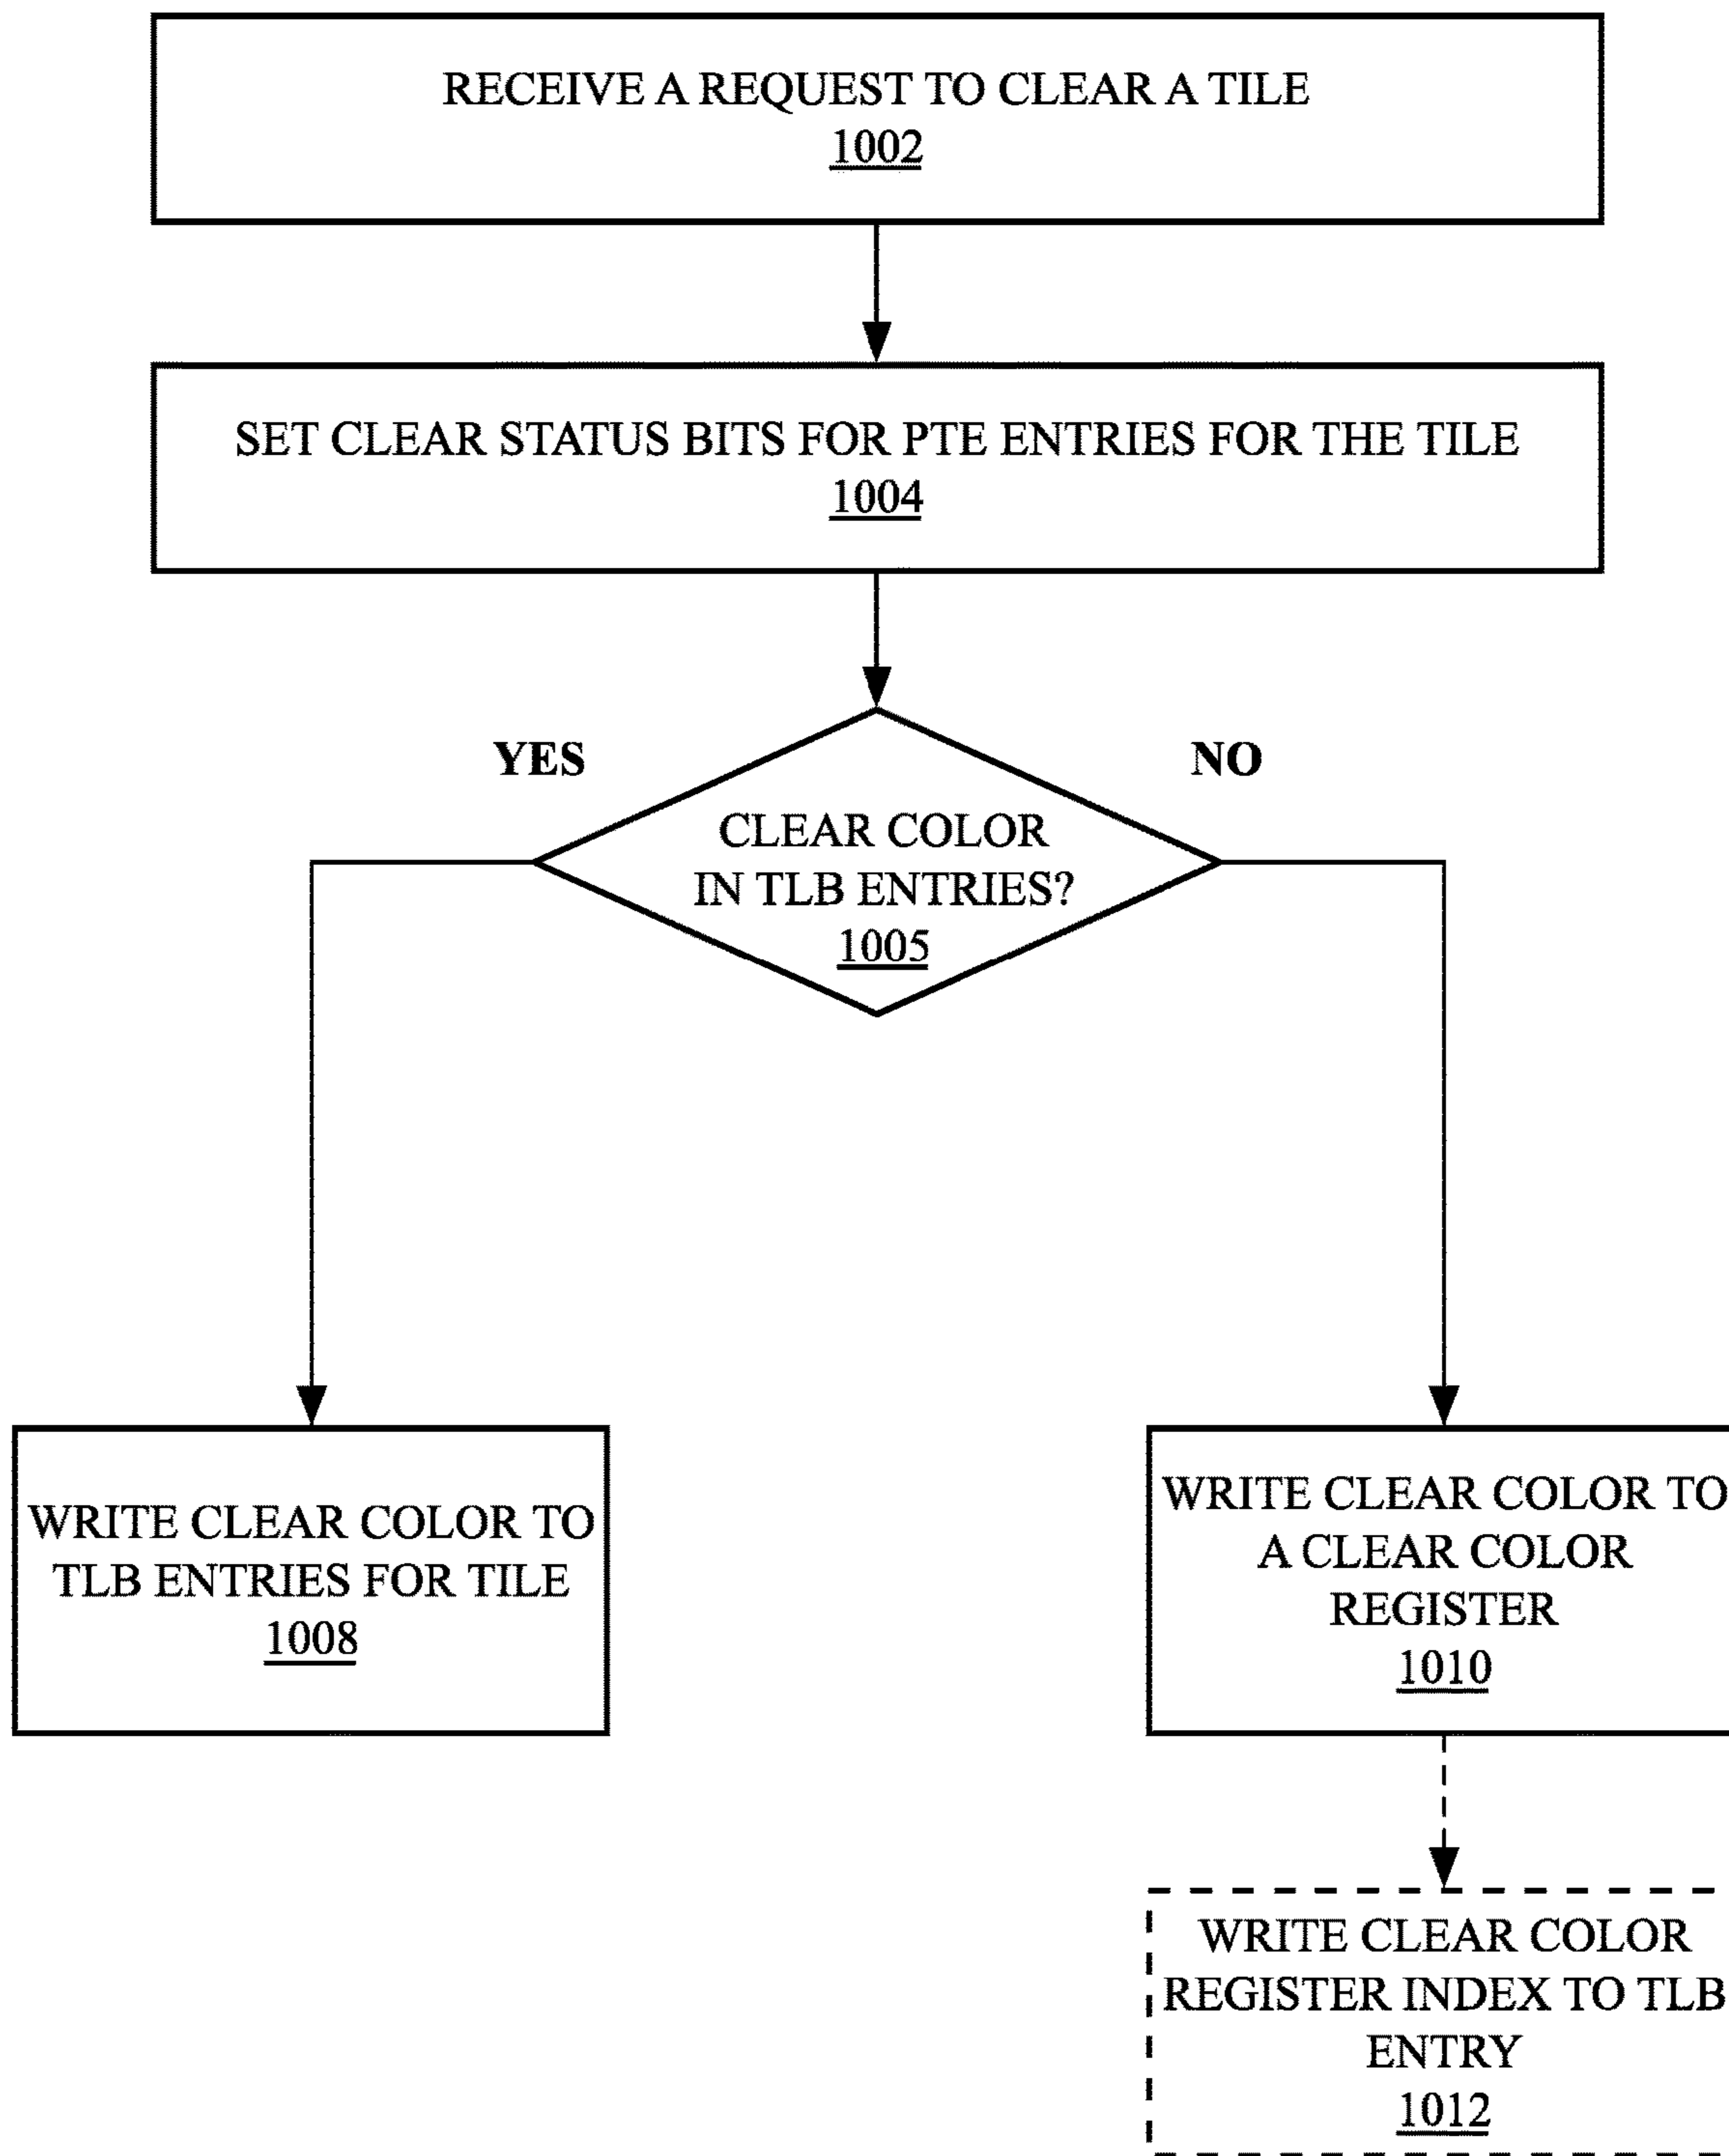 RECEIVE A REQUEST TO CLEAR A TILE
1002
SET CLEAR STATUS BITS FOR PTE ENTRIES FOR THE TILE
1004
YES
NO
CLEAR COLOR
IN TLB ENTRIES?
1005
WRITE CLEAR COLOR TO
TLB ENTRIES FOR TILE
1008
WRITE CLEAR COLOR TO
A CLEAR COLOR
REGISTER
1010
WRITE CLEAR COLOR
REGISTER INDEX TO TLB
ENTRY
1012